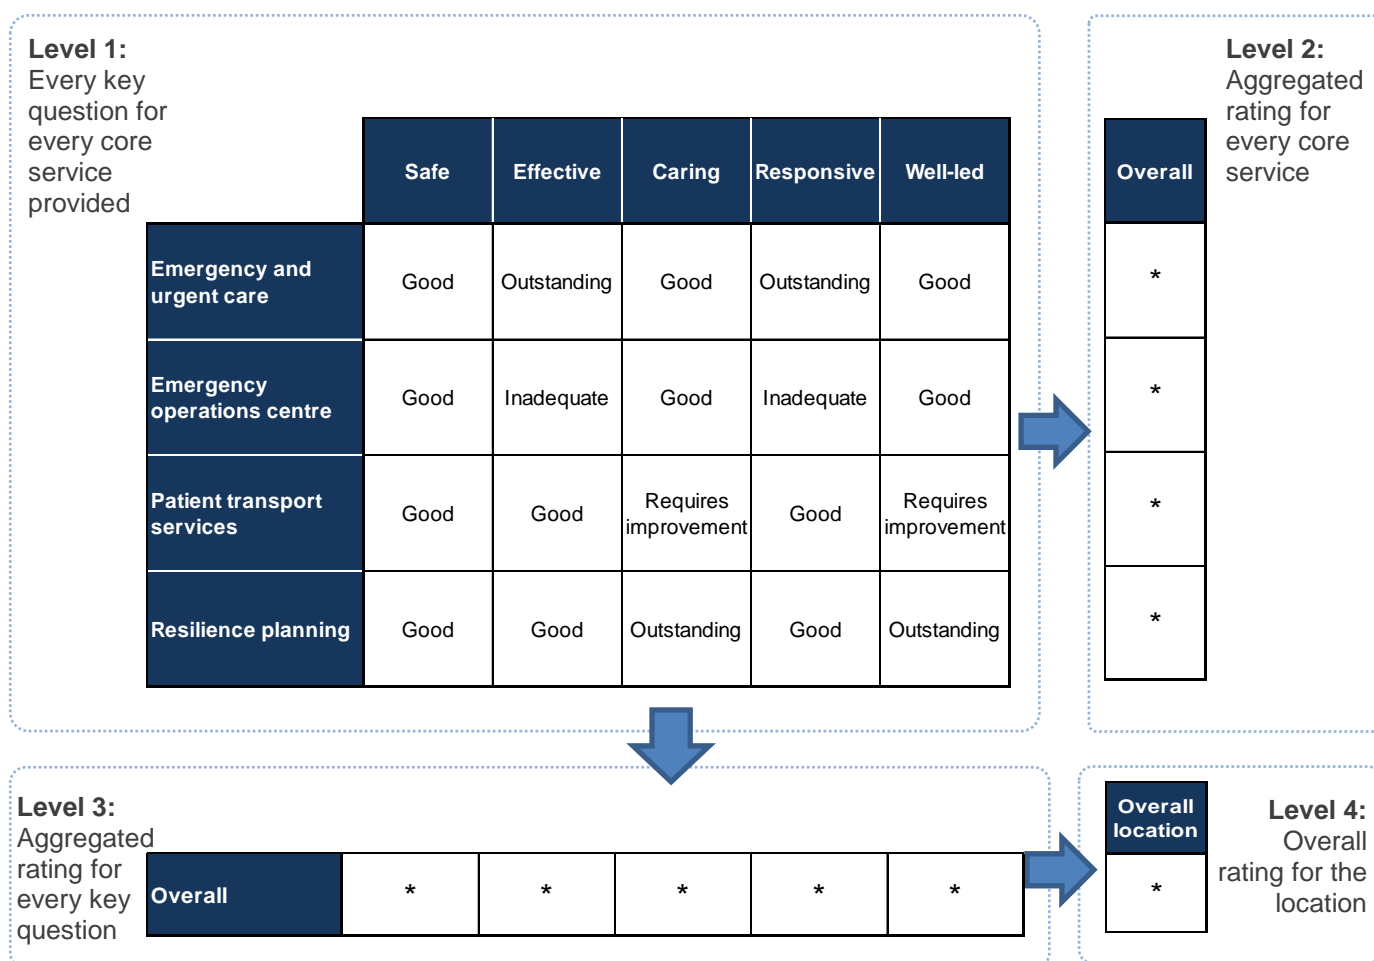 Level 1:
Every key
question for
every core
service
provided
Level 2:
Aggregated
rating for
every core
service
Safe Effective Caring Responsive Well-led
Overall
Emergency and
urgent care
Good Outstanding Good Outstanding Good
*
Emergency
operations centre
Good Inadequate Good Inadequate Good
*
Patient transport
services
Good Good Requires
improvement Good Requires
improvement
*
Resilience planning Good Good Outstanding Good Outstanding
*
Level 3:
Aggregated
rating for
every key
question
Overall * * * * *
Overall
location
*
Level 4:
Overall
rating for the
location